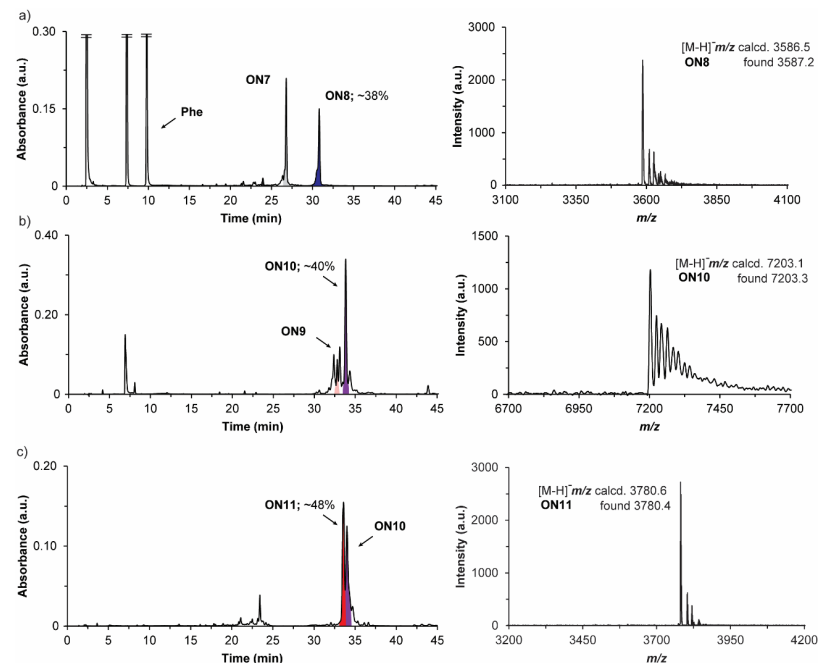 a)
Absorbance (a.u.)
0.30
0.15
0
ON7
ON8; ~38%
Phe
0 5 10 15 20 25 30 35 40 45
Time (min)
Intensity (a.u.)
3000
2000
1000
0
[M-H]⁻ m/z calcd. 3586.5
ON8 found 3587.2
3100 3350 3600 3850 4100
m/z
b)
Absorbance (a.u.)
0.40
0.20
0
ON10; ~40%
ON9
0 5 10 15 20 25 30 35 40 45
Time (min)
Intensity (a.u.)
1500
1000
500
0
[M-H]⁻ m/z calcd. 7203.1
ON10 found 7203.3
6700 6950 7200 7450 7700
m/z
c)
Absorbance (a.u.)
0.20
0.10
0
ON11; ~48%
ON10
0 5 10 15 20 25 30 35 40 45
Time (min)
Intensity (a.u.)
3000
2000
1000
0
[M-H]⁻ m/z calcd. 3780.6
ON11 found 3780.4
3200 3450 3700 3950 4200
m/z